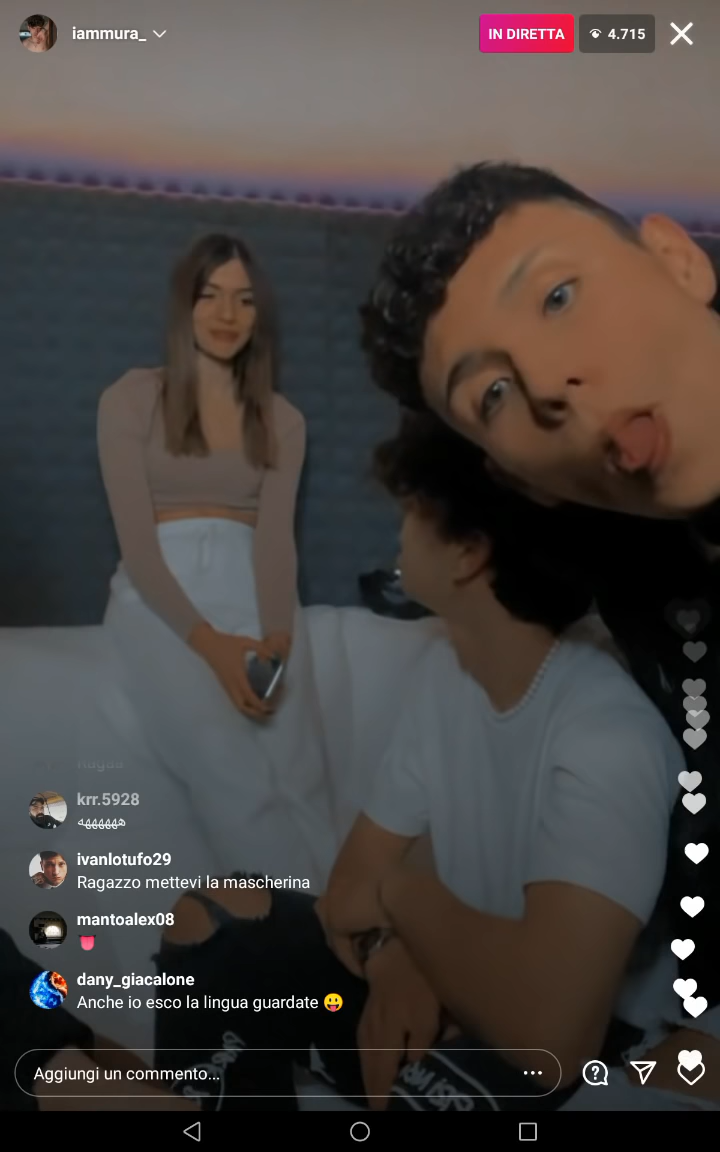 iammura_
IN DIRETTA
4.715
Ragaa
krr.5928
ivanlotufo29
Ragazzo mettevi la mascherina
mantoalex08
👅
dany_giacalone
Anche io esco la lingua guardate 😛
Aggiungi un commento...